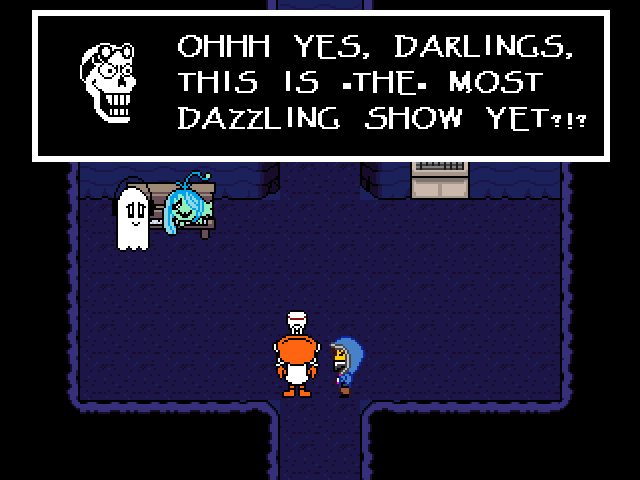 OHHH YES, DARLINGS,
THIS IS •THE• MOST
DAZZLING SHOW YET?!?